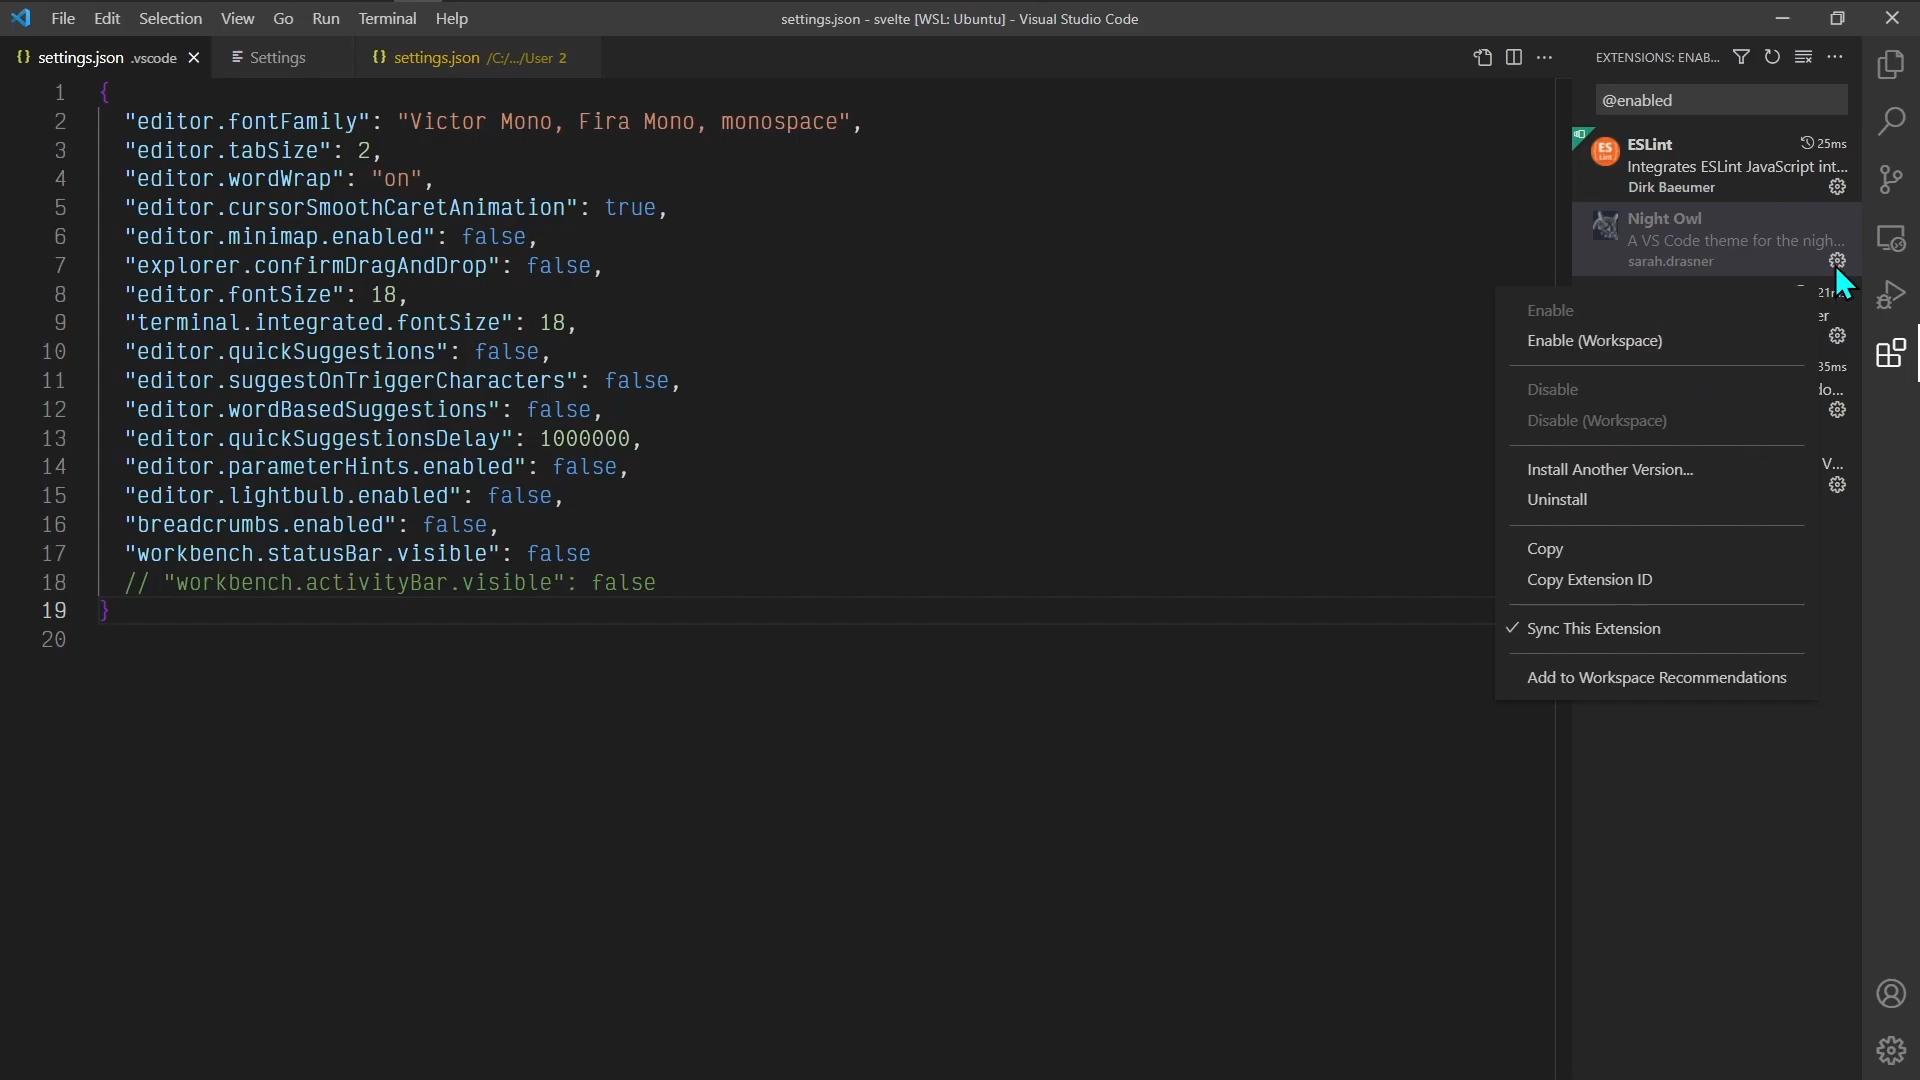 File Edit Selection View Go Run Terminal Help
settings.json - svelte [WSL: Ubuntu] - Visual Studio Code
{} settings.json .vscode
Settings
{} settings.json /C:/.../User 2
1 {
2 "editor.fontFamily": "Victor Mono, Fira Mono, monospace",
3 "editor.tabSize": 2,
4 "editor.wordWrap": "on",
5 "editor.cursorSmoothCaretAnimation": true,
6 "editor.minimap.enabled": false,
7 "explorer.confirmDragAndDrop": false,
8 "editor.fontSize": 18,
9 "terminal.integrated.fontSize": 18,
10 "editor.quickSuggestions": false,
11 "editor.suggestOnTriggerCharacters": false,
12 "editor.wordBasedSuggestions": false,
13 "editor.quickSuggestionsDelay": 1000000,
14 "editor.parameterHints.enabled": false,
15 "editor.lightbulb.enabled": false,
16 "breadcrumbs.enabled": false,
17 "workbench.statusBar.visible": false
18 // "workbench.activityBar.visible": false
19 }
20
EXTENSIONS: ENAB...
@enabled
ES
Lint
ESLint 25ms
Integrates ESLint JavaScript int...
Dirk Baeumer
Night Owl
A VS Code theme for the nigh...
sarah.drasner
er
35ms
do...
V...
Enable
Enable (Workspace)
Disable
Disable (Workspace)
Install Another Version...
Uninstall
Copy
Copy Extension ID
✓ Sync This Extension
Add to Workspace Recommendations